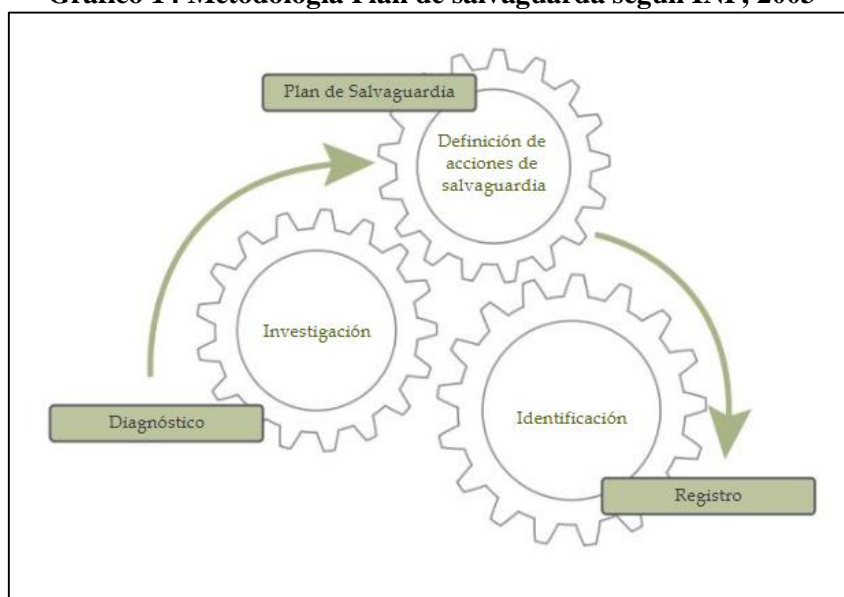 Plan de Salvaguardia
Definición de
acciones de
salvaguardia
Investigación
Diagnóstico
Identificación
Registro